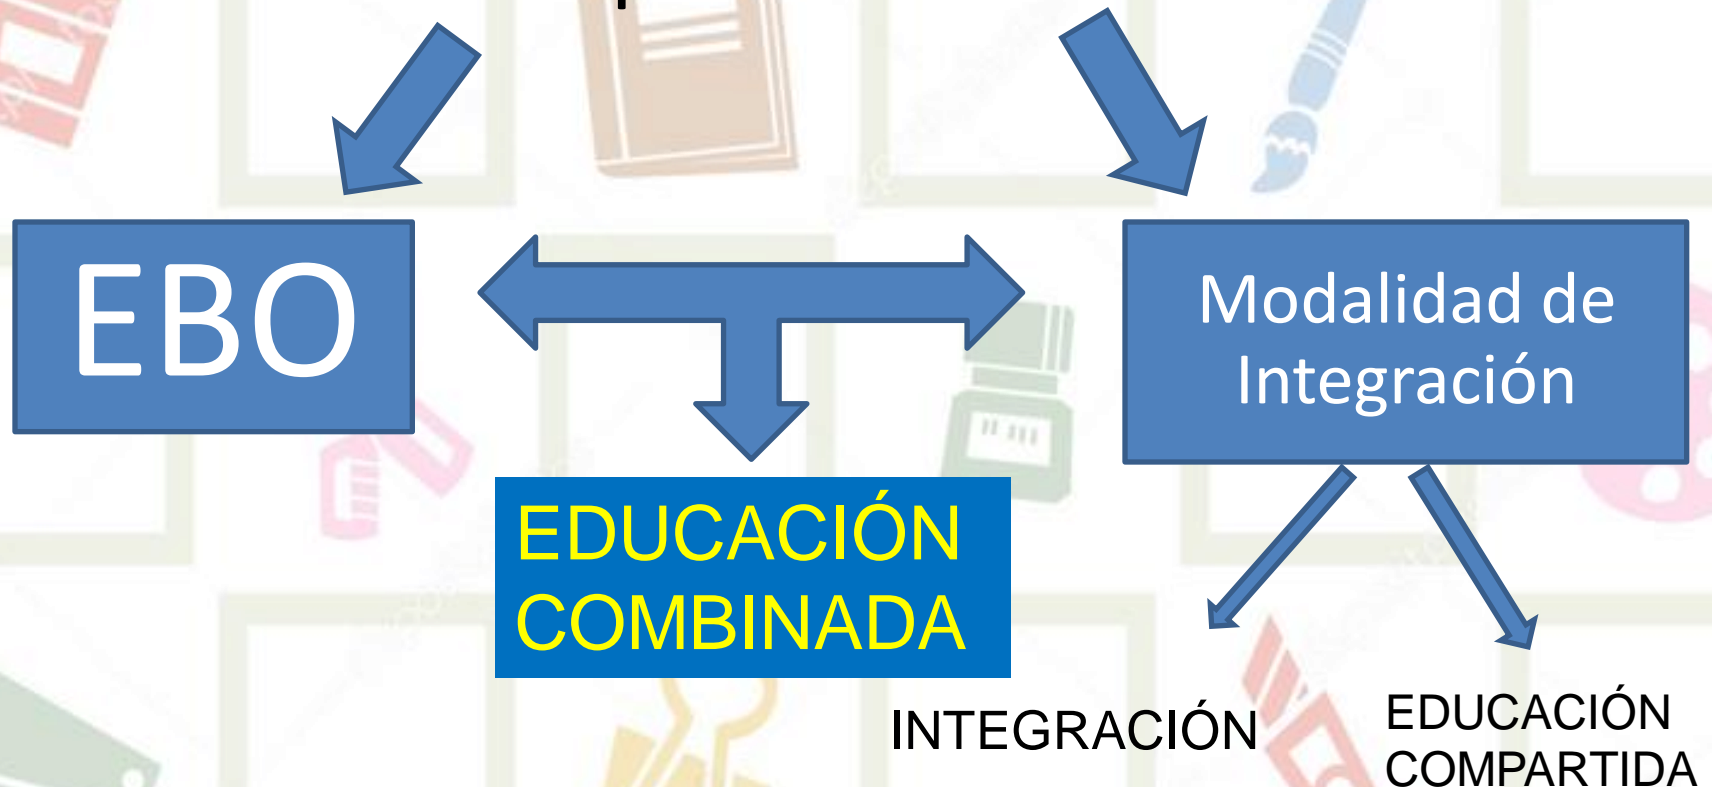 EBO
Modalidad de
Integración
EDUCACIÓN
COMBINADA
INTEGRACIÓN
EDUCACIÓN
COMPARTIDA